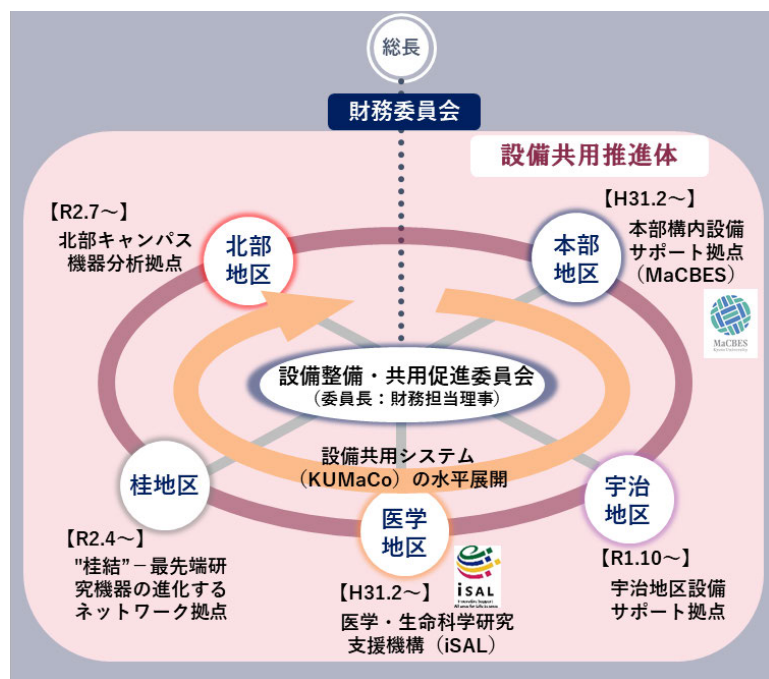 総長
財務委員会
設備共用推進体
【R2.7～】
北部キャンパス
機器分析拠点
北部
地区
【H31.2～】
本部構内設備
サポート拠点
（MaCBES）
本部
地区
MaCBES
Kyoto University
設備整備・共用促進委員会
（委員長：財務担当理事）
設備共用システム
（KUMaCo）の水平展開
桂地区
【R2.4～】
"桂結"－最先端研
究機器の進化する
ネットワーク拠点
医学
地区
【H31.2～】
医学・生命科学研究
支援機構（iSAL）
iSAL
宇治
地区
【R1.10～】
宇治地区設備
サポート拠点